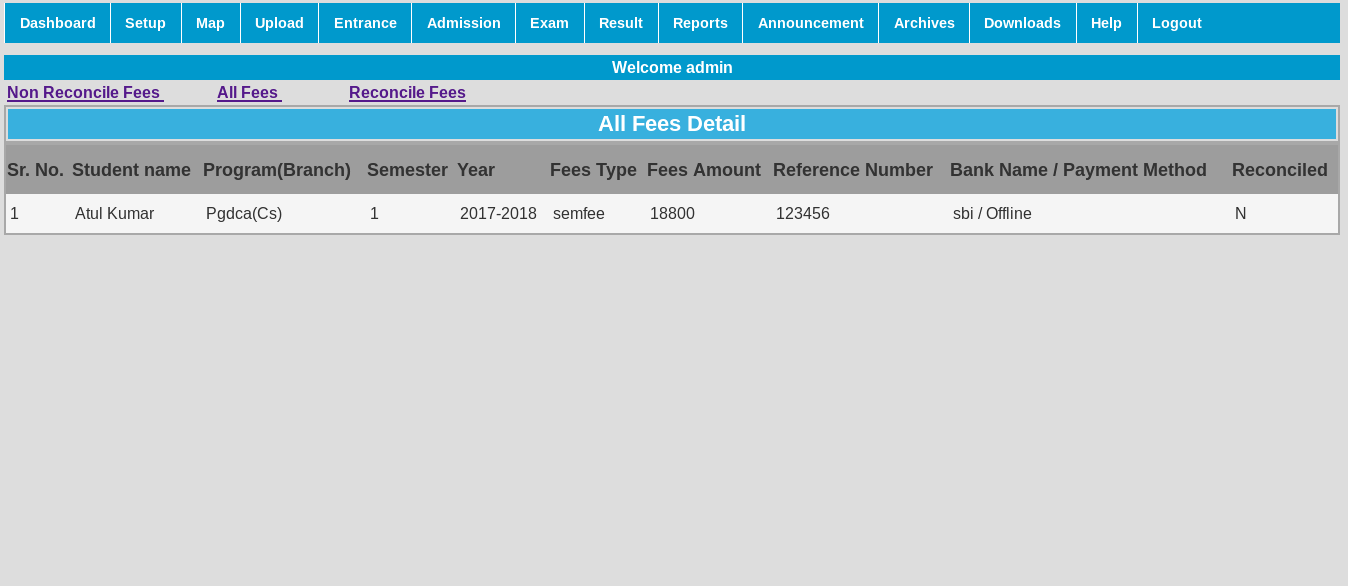 Dashboard Setup Map Upload Entrance Admission Exam Result Reports Announcement Archives Downloads Help Logout
Welcome admin
Non Reconcile Fees All Fees Reconcile Fees
All Fees Detail
Sr. No. Student name Program(Branch) Semester Year Fees Type Fees Amount Reference Number Bank Name / Payment Method Reconciled
1 Atul Kumar Pgdca(Cs) 1 2017-2018 semfee 18800 123456 sbi / Offline N